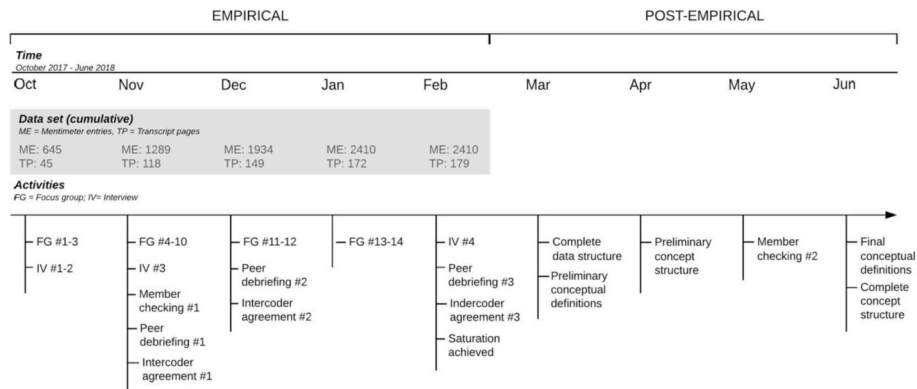 EMPIRICAL POST-EMPIRICAL
Time
October 2017 - June 2018
Oct Nov Dec Jan Feb Mar Apr May Jun
Data set (cumulative)
ME = Mentimeter entries, TP = Transcript pages
ME: 645 ME: 1289 ME: 1934 ME: 2410 ME: 2410
TP: 45 TP: 118 TP: 149 TP: 172 TP: 179
Activities
FG = Focus group; IV= Interview
FG #1-3
IV #1-2
FG #4-10
IV #3
Member
checking #1
Peer
debriefing #1
Intercoder
agreement #1
FG #11-12
Peer
debriefing #2
Intercoder
agreement #2
FG #13-14
IV #4
Peer
debriefing #3
Indercoder
agreement #3
Saturation
achieved
Complete
data structure
Preliminary
conceptual
definitions
Preliminary
concept
structure
Member
checking #2
Final
conceptual
definitions
Complete
concept
structure